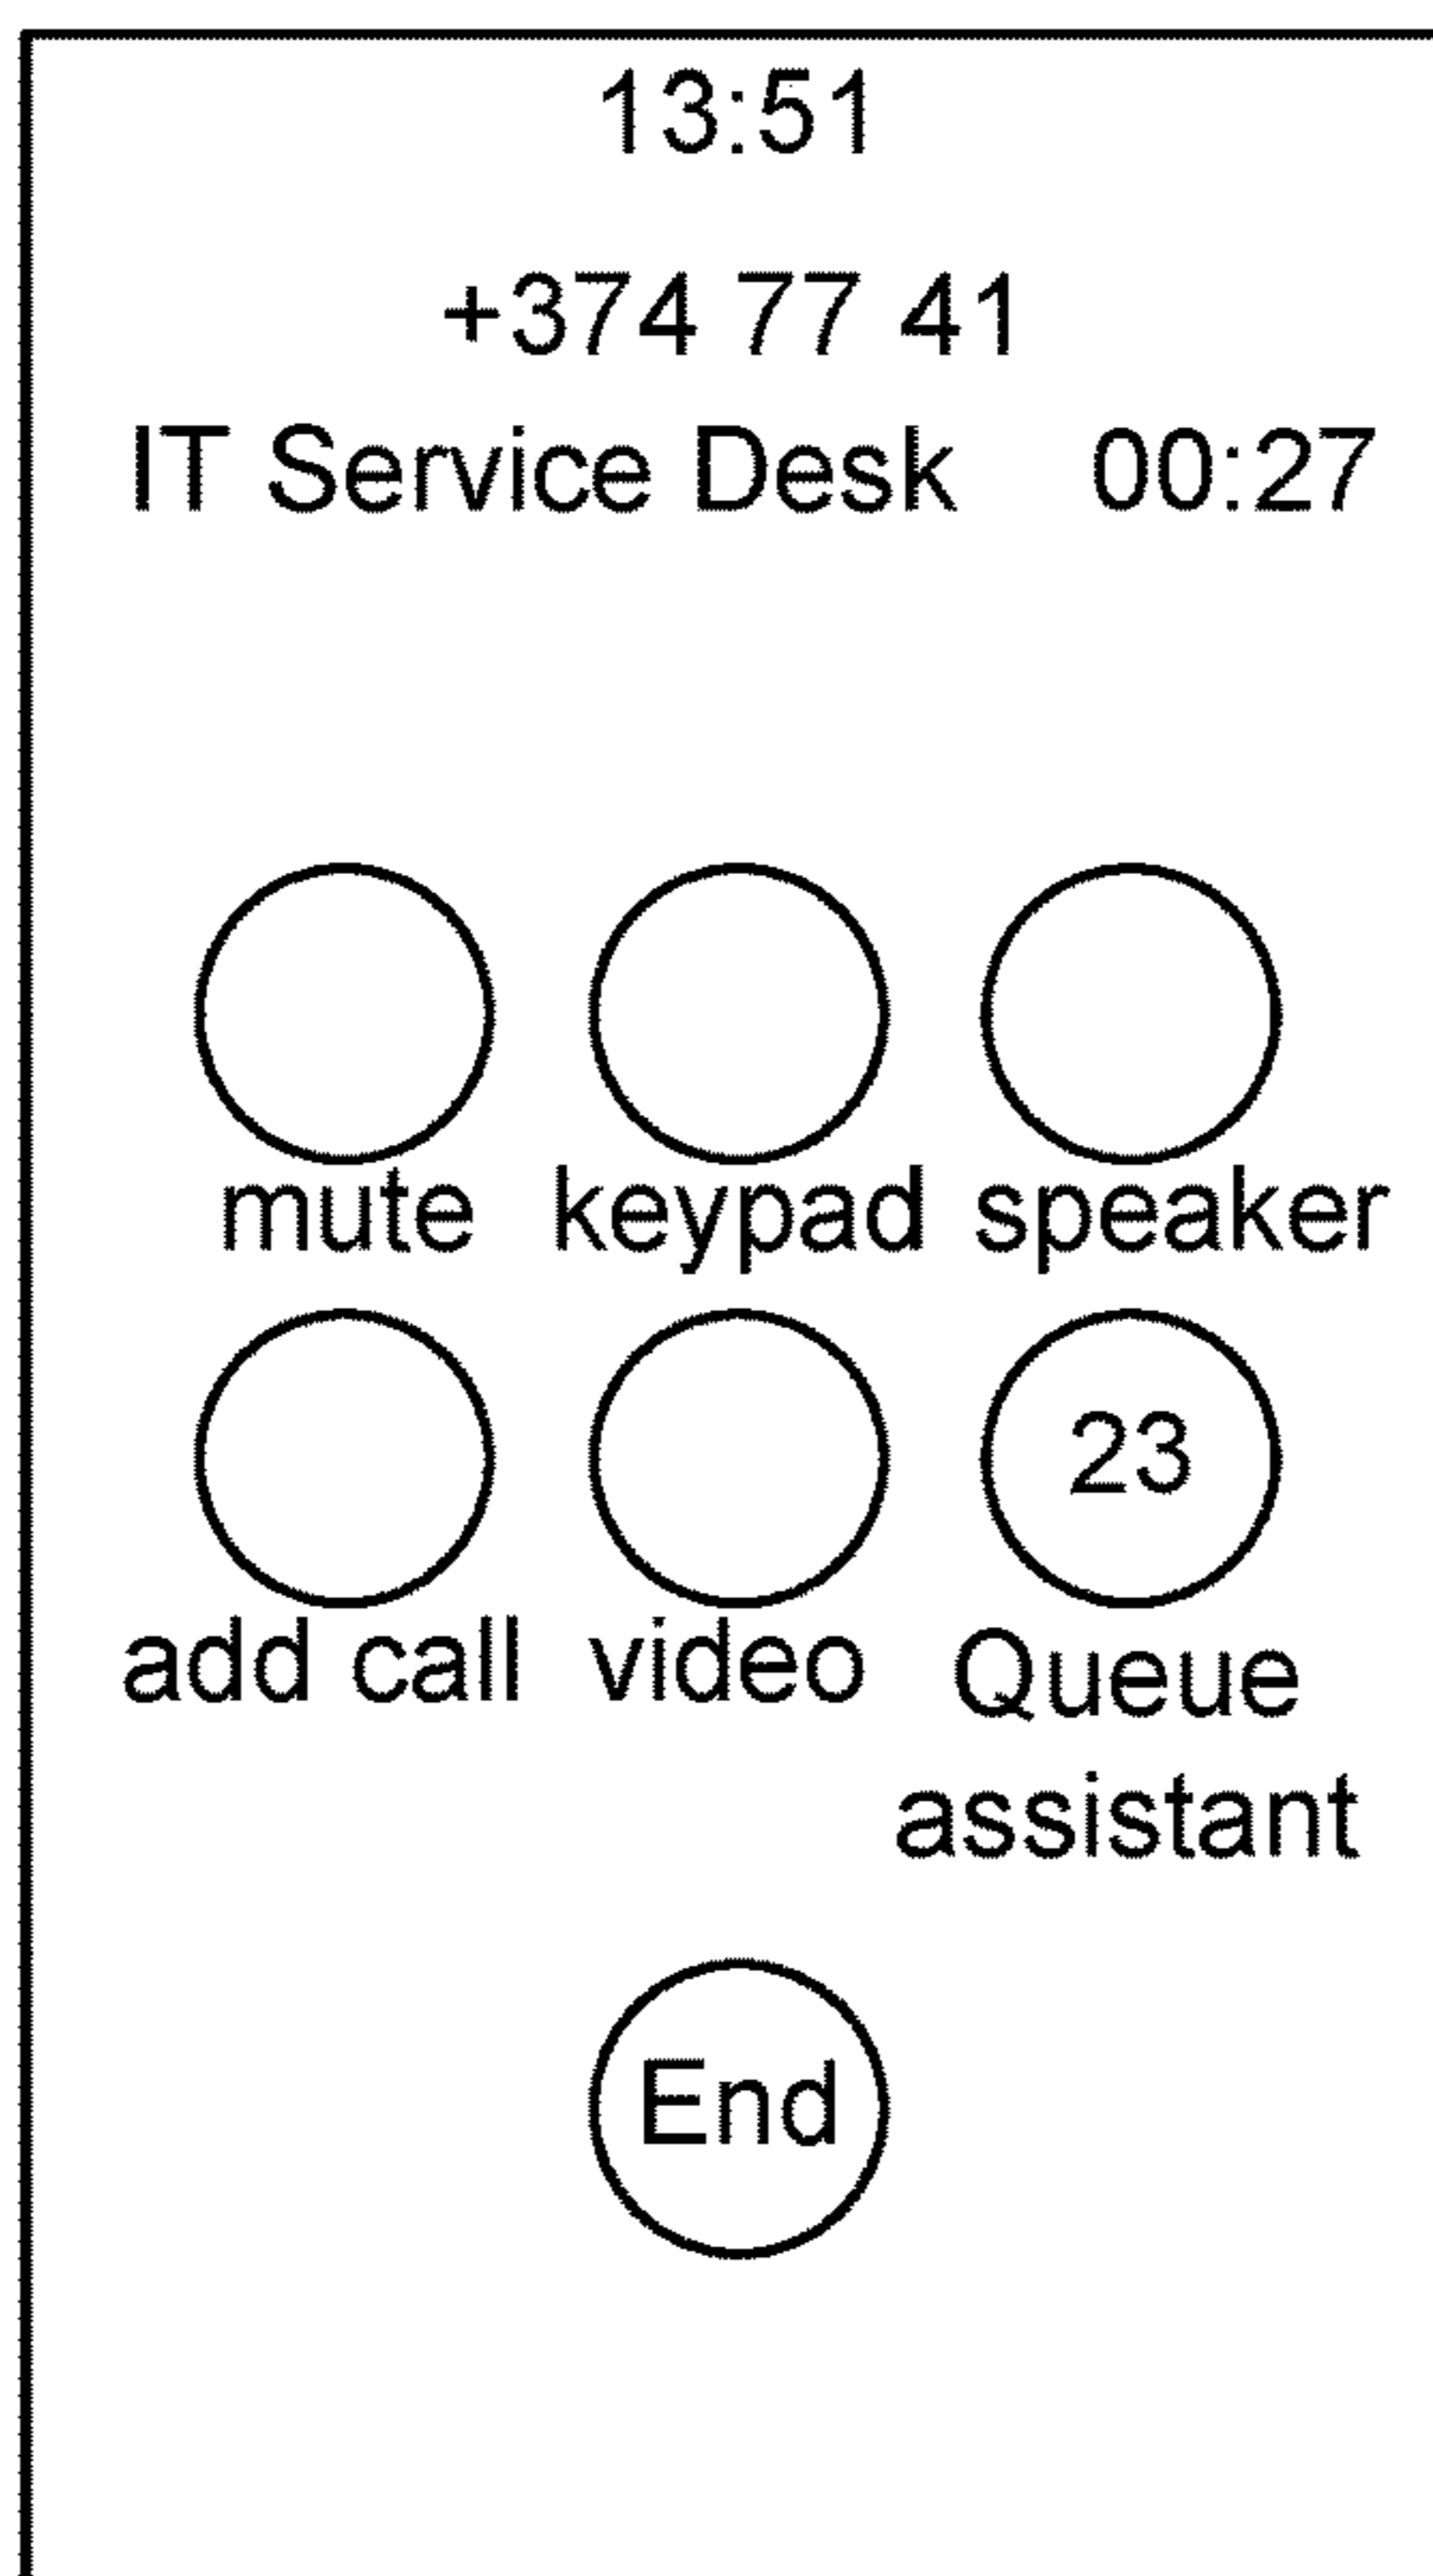 13:51
+374 77 41
IT Service Desk 00:27
mute keypad speaker
23
add call video Queue
assistant
End